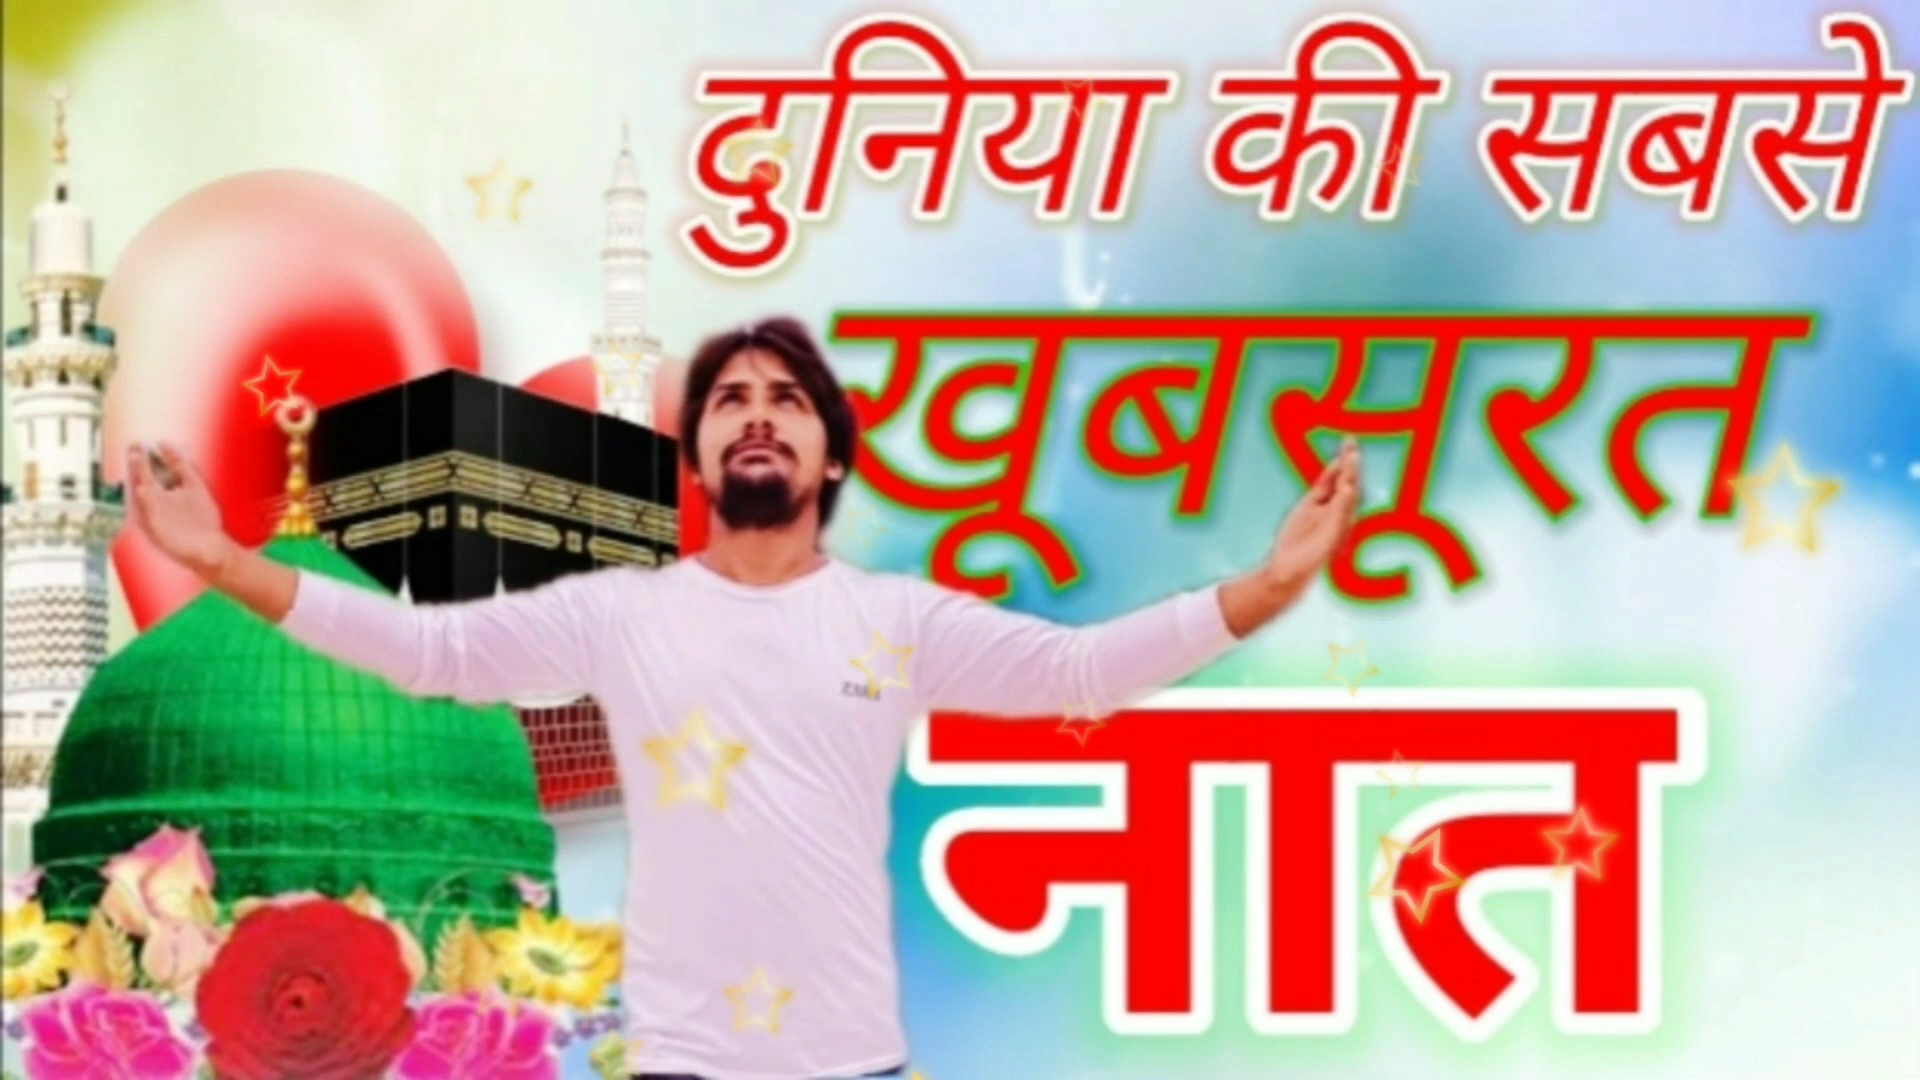 दुनिया की सबसे
खूबसूरत
नात